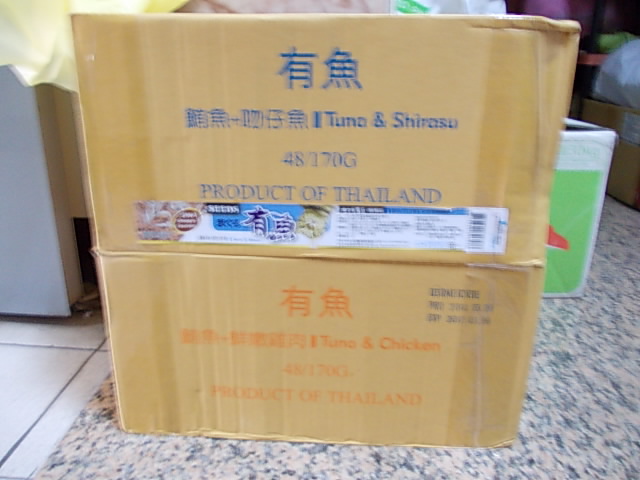 有魚
鮪魚+吻仔魚 Tuna & Shirasu
48/170G
PRODUCT OF THAILAND
SEEDS
有魚
有魚
鮪魚+鮮嫩雞肉 Tuna & Chicken
48/170G
PRODUCT OF THAILAND